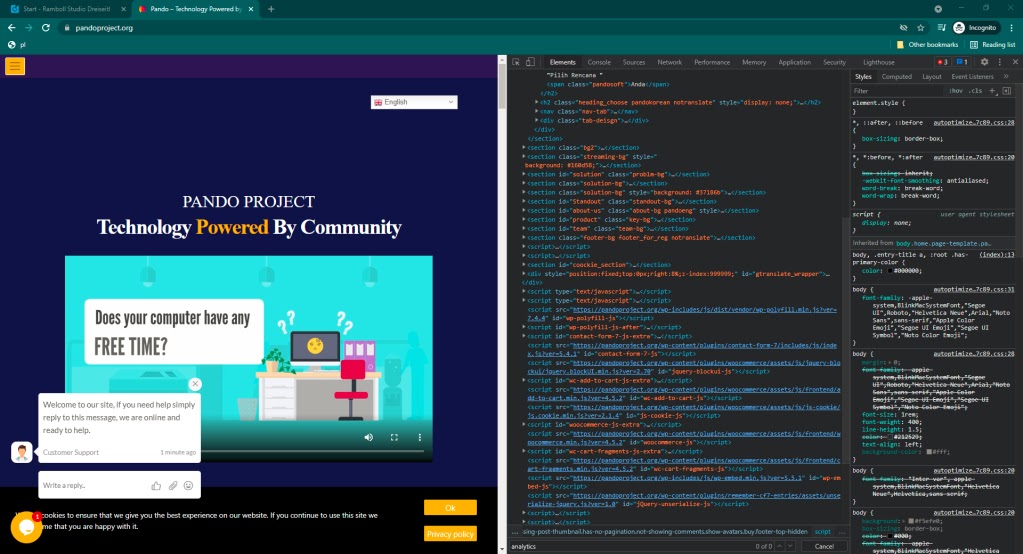 Start - Ramboll Studio Dreiseitl
Pando – Technology Powered by
pandoproject.org
Incognito
pl
Other bookmarks
Reading list
English
PANDO PROJECT
Technology Powered By Community
Does your computer have any
FREE TIME?
Welcome to our site, if you need help simply
reply to this message, we are online and
ready to help.
Customer Support
1 minute ago
Write a reply..
cookies to ensure that we give you the best experience on our website. If you continue to use this site we
me that you are happy with it.
Ok
Privacy policy
1
Elements Console Sources Network Performance Memory Application Security Lighthouse
3 1
"Pilih Rencana "
<span class="pandosoft">Anda</span>
</h2>
<h2 class="heading_choose pandokorean notranslate" style="display: none;">…</h2>
<nav class="nav-tab">…</nav>
<div class="tab-deisgn">…</div>
</div>
</section>
<section class="bg2">…</section>
<section class="streaming-bg" style="
background: #160d58;">…</section>
<section id="solution" class="problm-bg">…</section>
<section class="solution-bg">…</section>
<section class="solution-bg" style="background: #37186b">…</section>
<section id="Standout" class="standout-bg">…</section>
<section id="about-us" class="about-bg pandoeng" style>…</section>
<section id="product" class="key-bg">…</section>
<section id="team" class="team-bg">…</section>
<section class="footer-bg footer_for_reg notranslate">…</section>
<script>…</script>
<script>…</script>
<section id="coockie_section">…</section>
<div style="position:fixed;top:0px;right:8%;z-index:999999;" id="gtranslate_wrapper">…
</div>
<script type="text/javascript">…</script>
<script type="text/javascript">…</script>
<script src="https://pandoproject.org/wp-includes/js/dist/vendor/wp-polyfill.min.js?ver=
7.4.4" id="wp-polyfill-js"></script>
<script id="wp-polyfill-js-after">…</script>
<script id="contact-form-7-js-extra">…</script>
<script src="https://pandoproject.org/wp-content/plugins/contact-form-7/includes/js/inde
x.js?ver=5.4.1" id="contact-form-7-js"></script>
<script src="https://pandoproject.org/wp-content/plugins/woocommerce/assets/js/jquery-bl
ockui/jquery.blockUI.min.js?ver=2.70" id="jquery-blockui-js"></script>
<script id="wc-add-to-cart-js-extra">…</script>
<script src="https://pandoproject.org/wp-content/plugins/woocommerce/assets/js/frontend/
add-to-cart.min.js?ver=4.5.2" id="wc-add-to-cart-js"></script>
<script src="https://pandoproject.org/wp-content/plugins/woocommerce/assets/js/js-cookie/
js.cookie.min.js?ver=2.1.4" id="js-cookie-js"></script>
<script id="woocommerce-js-extra">…</script>
<script src="https://pandoproject.org/wp-content/plugins/woocommerce/assets/js/frontend/
woocommerce.min.js?ver=4.5.2" id="woocommerce-js"></script>
<script id="wc-cart-fragments-js-extra">…</script>
<script src="https://pandoproject.org/wp-content/plugins/woocommerce/assets/js/frontend/
cart-fragments.min.js?ver=4.5.2" id="wc-cart-fragments-js"></script>
<script src="https://pandoproject.org/wp-includes/js/wp-embed.min.js?ver=5.5.1" id="wp-em
bed-js"></script>
<script src="https://pandoproject.org/wp-content/plugins/remember-cf7-entries/assets/uns
erialize-jquery.js?ver=1.0" id="jquery-unserialize-js"></script>
... sing-post-thumbnail.has-no-pagination.not-showing-comments.show-avatars.buy.footer-top-hidden script ...
analytics 0 of 0 Cancel
Styles Computed Layout Event Listeners
Filter :hov .cls
element.style {
}
*, ::after, ::before autoptimize…7c89.css:28
{
box-sizing: border-box;
}
*, *:before, *:after autoptimize…7c89.css:20
{
box-sizing: inherit;
-webkit-font-smoothing: antialiased;
word-break: break-word;
word-wrap: break-word;
}
script { user agent stylesheet
display: none;
}
Inherited from body.home.page-template.pa…
body, .entry-title a, :root .has- (index):13
primary-color {
color: #000000;
}
body { autoptimize…7c89.css:31
font-family: -apple-
system,BlinkMacSystemFont,"Segoe
UI",Roboto,"Helvetica Neue",Arial,"Noto
Sans",sans-serif,"Apple Color
Emoji","Segoe UI Emoji","Segoe UI
Symbol","Noto Color Emoji";
}
body { autoptimize…7c89.css:28
margin: 0;
font-family: -apple-
system,BlinkMacSystemFont,"Segoe
UI",Roboto,"Helvetica Neue",Arial,"Noto
Sans",sans-serif,"Apple Color
Emoji","Segoe UI Emoji","Segoe UI
Symbol","Noto Color Emoji";
font-size: 1rem;
font-weight: 400;
line-height: 1.5;
color: #212529;
text-align: left;
background-color: #fff;
}
body { autoptimize…7c89.css:20
font-family: "Inter var", "Helvetica
Neue",Helvetica,sans-serif;
}
body { autoptimize…7c89.css:20
background: #f5efe0;
box-sizing: border-box;
color: #000;